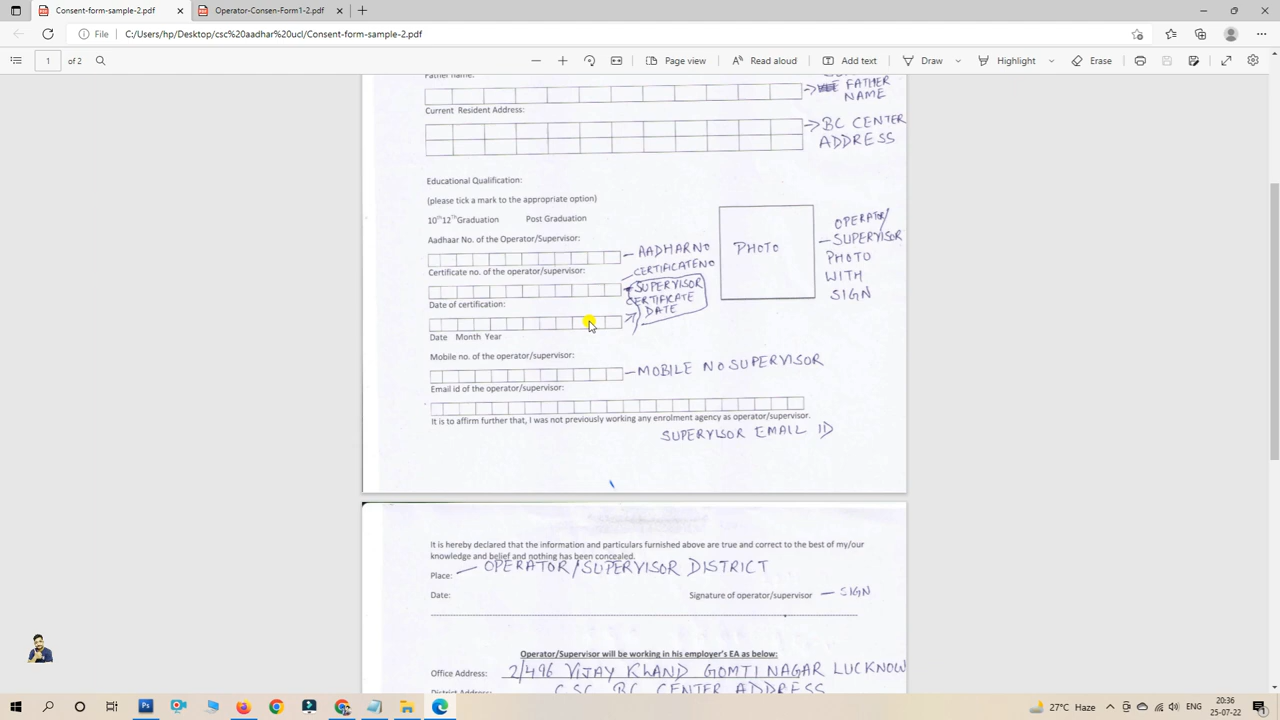 Consent-form-sample-2.pdf
Operator-Consen-Form1-2.pdf
File
C:/Users/hp/Desktop/csc%20aadhar%20ucl/Consent-form-sample-2.pdf
1 of 2
Page view
Read aloud
Add text
Draw
Highlight
Erase
Father name:
FATHER
NAME
Current Resident Address:
BC CENTER
ADDRESS
Educational Qualification:
(please tick a mark to the appropriate option)
10th12thGraduation Post Graduation
Aadhaar No. of the Operator/Supervisor:
AADHARNO
PHOTO
OPERATOR/
SUPERVISOR
PHOTO
WITH
SIGN
CERTIFICATENO
Certificate no. of the operator/supervisor:
SUPERVISOR
CERTIFICATE
DATE
Date of certification:
Date Month Year
Mobile no. of the operator/supervisor:
MOBILE NO SUPERVISOR
Email id of the operator/supervisor:
It is to affirm further that, I was not previously working any enrolment agency as operator/supervisor.
SUPERVISOR EMAIL ID
It is hereby declared that the information and particulars furnished above are true and correct to the best of my/our
knowledge and belief and nothing has been concealed.
Place: OPERATOR/SUPERVISOR DISTRICT
Date:
Signature of operator/supervisor SIGN
Operator/Supervisor will be working in his employer's EA as below:
Office Address: 2/496 VIJAY KHAND GOMTI NAGAR LUCKNOW
District Address: CSC BC CENTER ADDRESS
27°C Haze
20:36
25-07-22